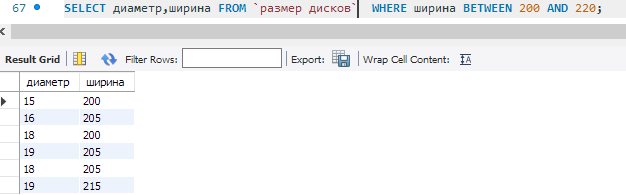 67 SELECT диаметр,ширина FROM `размер дисков` WHERE ширина BETWEEN 200 AND 220;
Result Grid Filter Rows: Export: Wrap Cell Content:
диаметр ширина
15 200
16 205
18 200
19 205
18 205
19 215